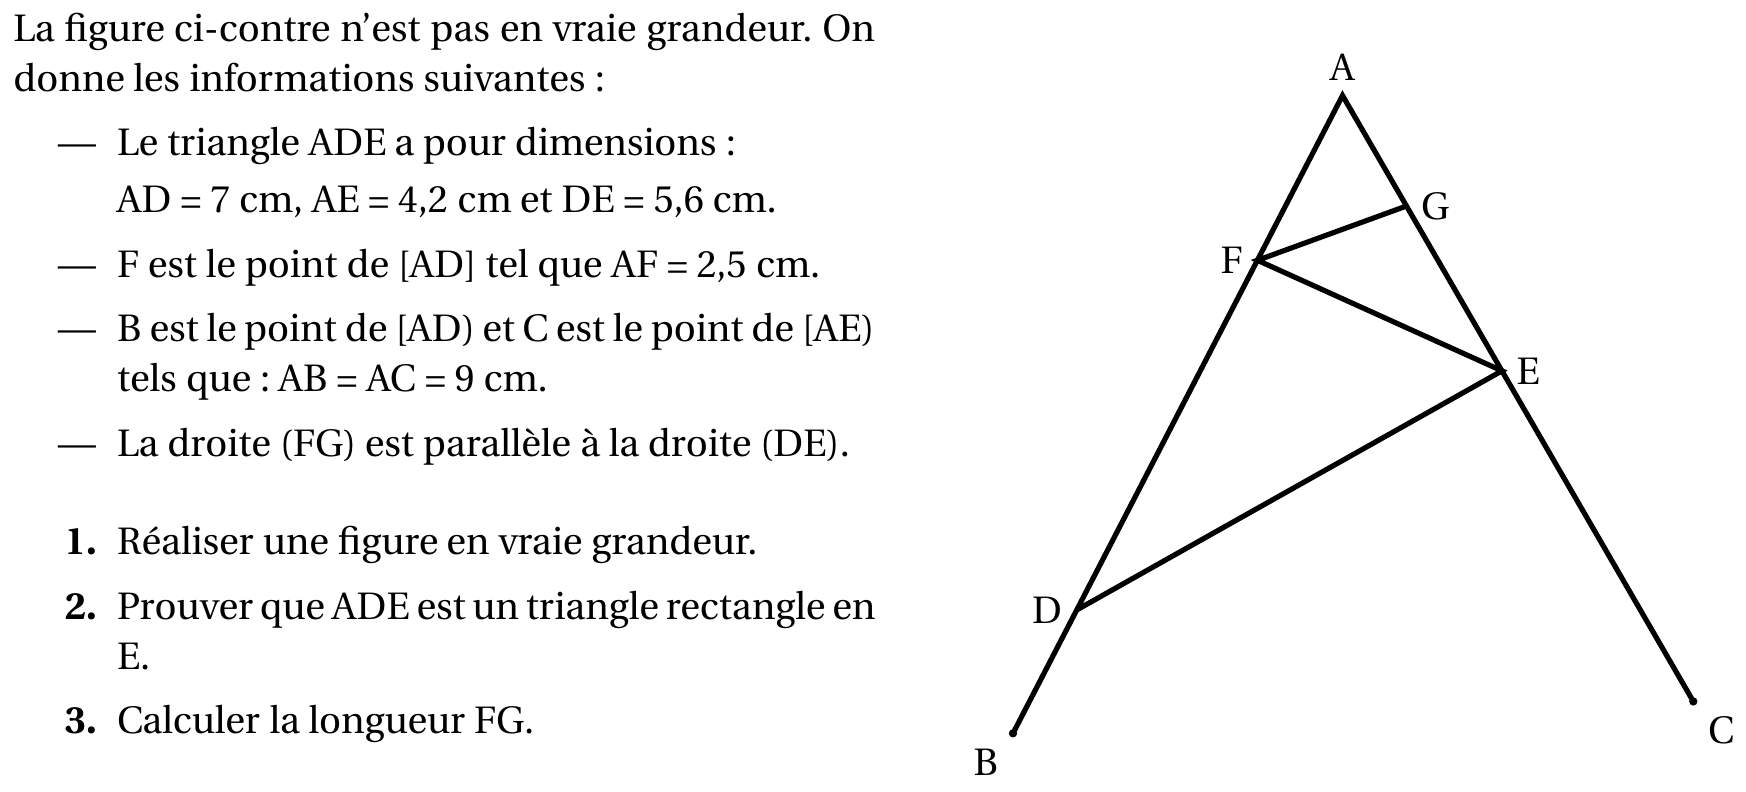 La figure ci-contre n’est pas en vraie grandeur. On
donne les informations suivantes :
— Le triangle ADE a pour dimensions :
AD = 7 cm, AE = 4,2 cm et DE = 5,6 cm.
— F est le point de [AD] tel que AF = 2,5 cm.
— B est le point de [AD) et C est le point de [AE)
tels que : AB = AC = 9 cm.
— La droite (FG) est parallèle à la droite (DE).
1. Réaliser une figure en vraie grandeur.
2. Prouver que ADE est un triangle rectangle en
E.
3. Calculer la longueur FG.
A
G
F
E
D
C
B